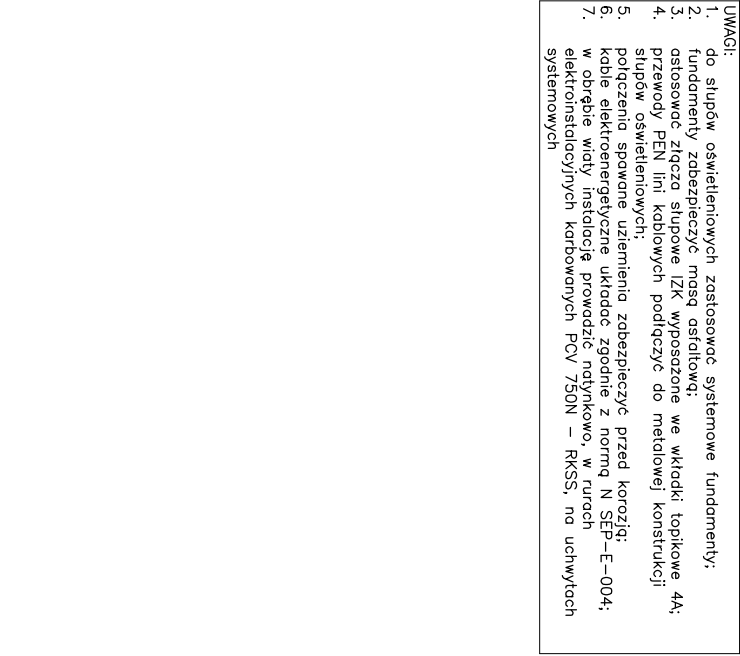 UWAGI:
1. do słupów oświetleniowych zastosować systemowe fundamenty;
2. fundamenty zabezpieczyć masą asfaltową;
3. astosować złącza słupowe IZK wyposażone we wkładki topikowe 4A;
4. przewody PEN lini kablowych podłączyć do metalowej konstrukcji
słupów oświetleniowych;
5. połączenia spawane uziemienia zabezpieczyć przed korozją;
6. kable elektroenergetyczne układać zgodnie z normą N SEP-E-004;
7. w obrębie wiaty instalację prowadzić natynkowo, w rurach
elektroinstalacyjnych karbowanych PCV 750N - RKSS, na uchwytach
systemowych